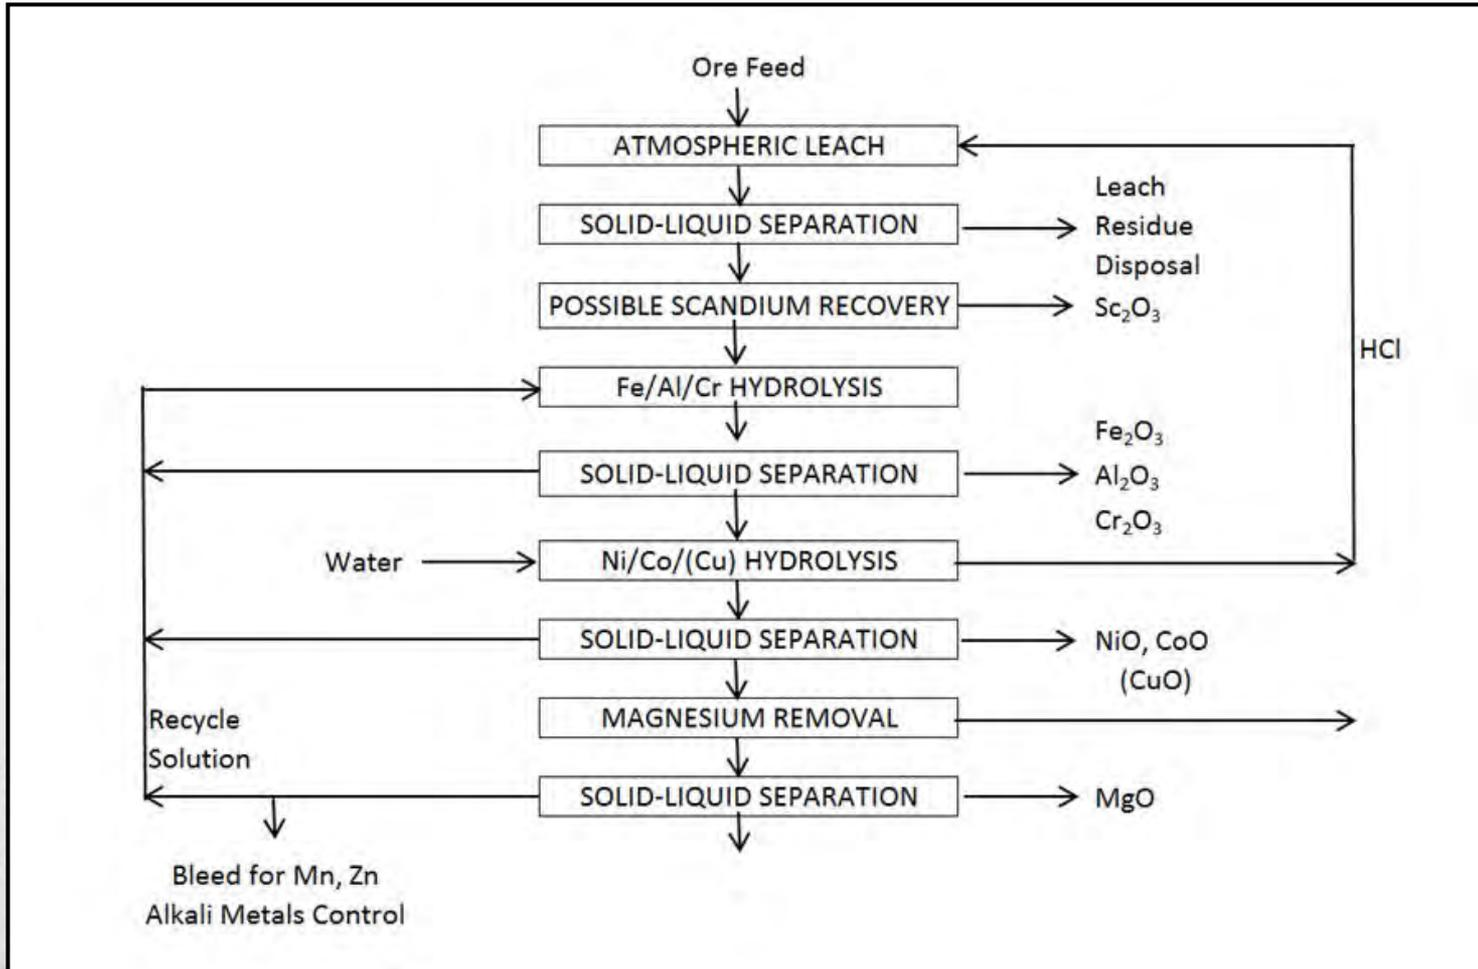 Ore Feed
ATMOSPHERIC LEACH
Leach
Residue
Disposal
SOLID-LIQUID SEPARATION
POSSIBLE SCANDIUM RECOVERY
Sc₂O₃
HCl
Fe/Al/Cr HYDROLYSIS
SOLID-LIQUID SEPARATION
Fe₂O₃
Al₂O₃
Cr₂O₃
Water
Ni/Co/(Cu) HYDROLYSIS
SOLID-LIQUID SEPARATION
NiO, CoO
(CuO)
MAGNESIUM REMOVAL
Recycle
Solution
SOLID-LIQUID SEPARATION
MgO
Bleed for Mn, Zn
Alkali Metals Control